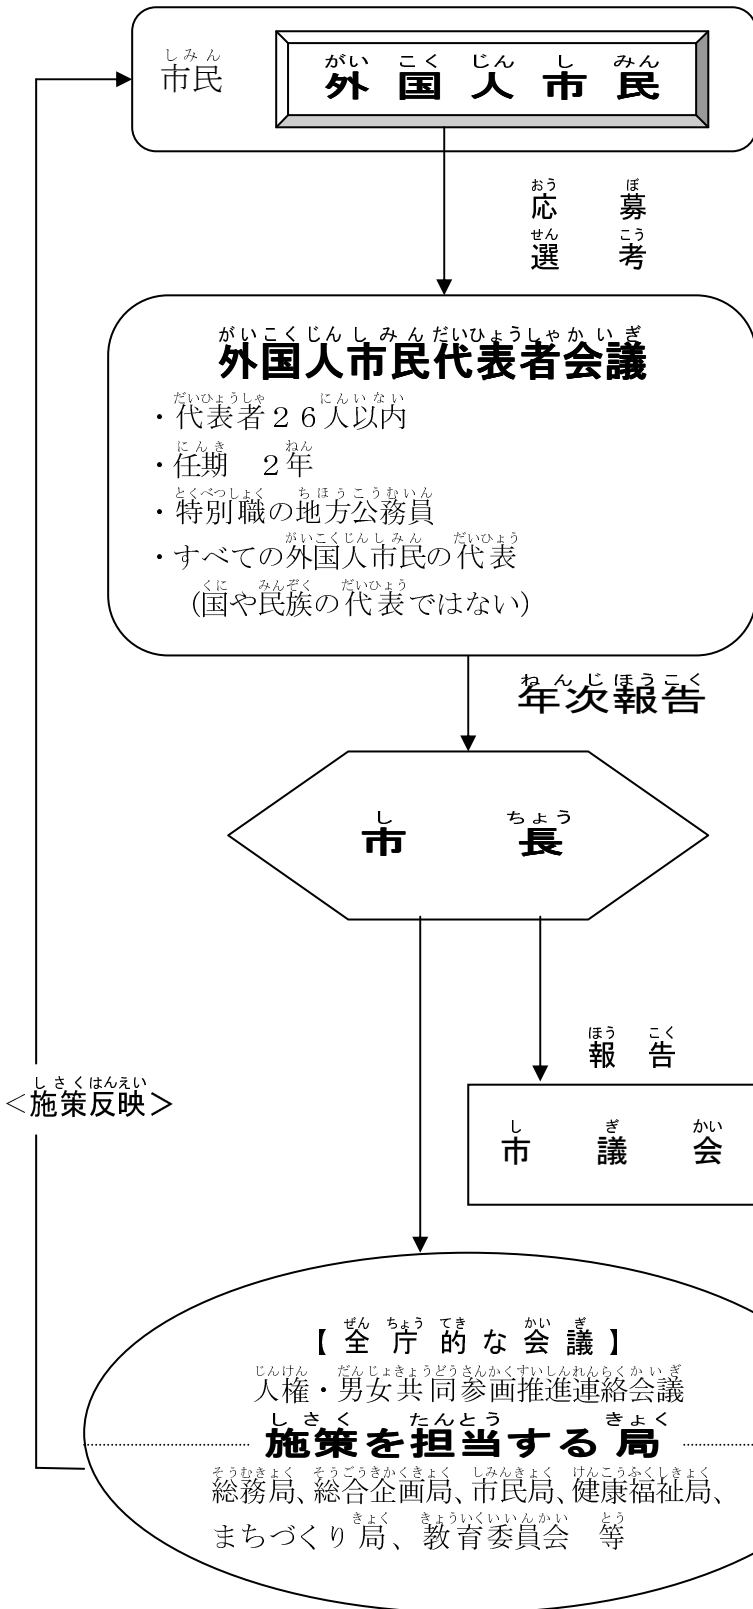 市民
外国人市民
応募
選考
外国人市民代表者会議
・代表者２６人以内
・任期　２年
・特別職の地方公務員
・すべての外国人市民の代表
（国や民族の代表ではない）
年次報告
市長
報告
＜施策反映＞
市議会
【全庁的な会議】
人権・男女共同参画推進連絡会議
施策を担当する局
総務局、総合企画局、市民局、健康福祉局、
まちづくり局、教育委員会　等